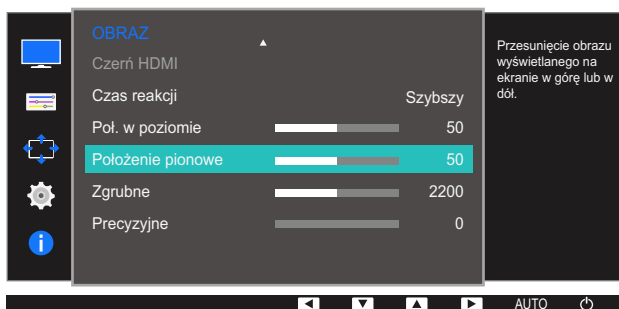 OBRAZ
Czerń HDMI
Czas reakcji Szybszy
Poł. w poziomie 50
Położenie pionowe 50
Zgrubne 2200
Precyzyjne 0
Przesunięcie obrazu
wyświetlanego na
ekranie w górę lub w
dół.
AUTO